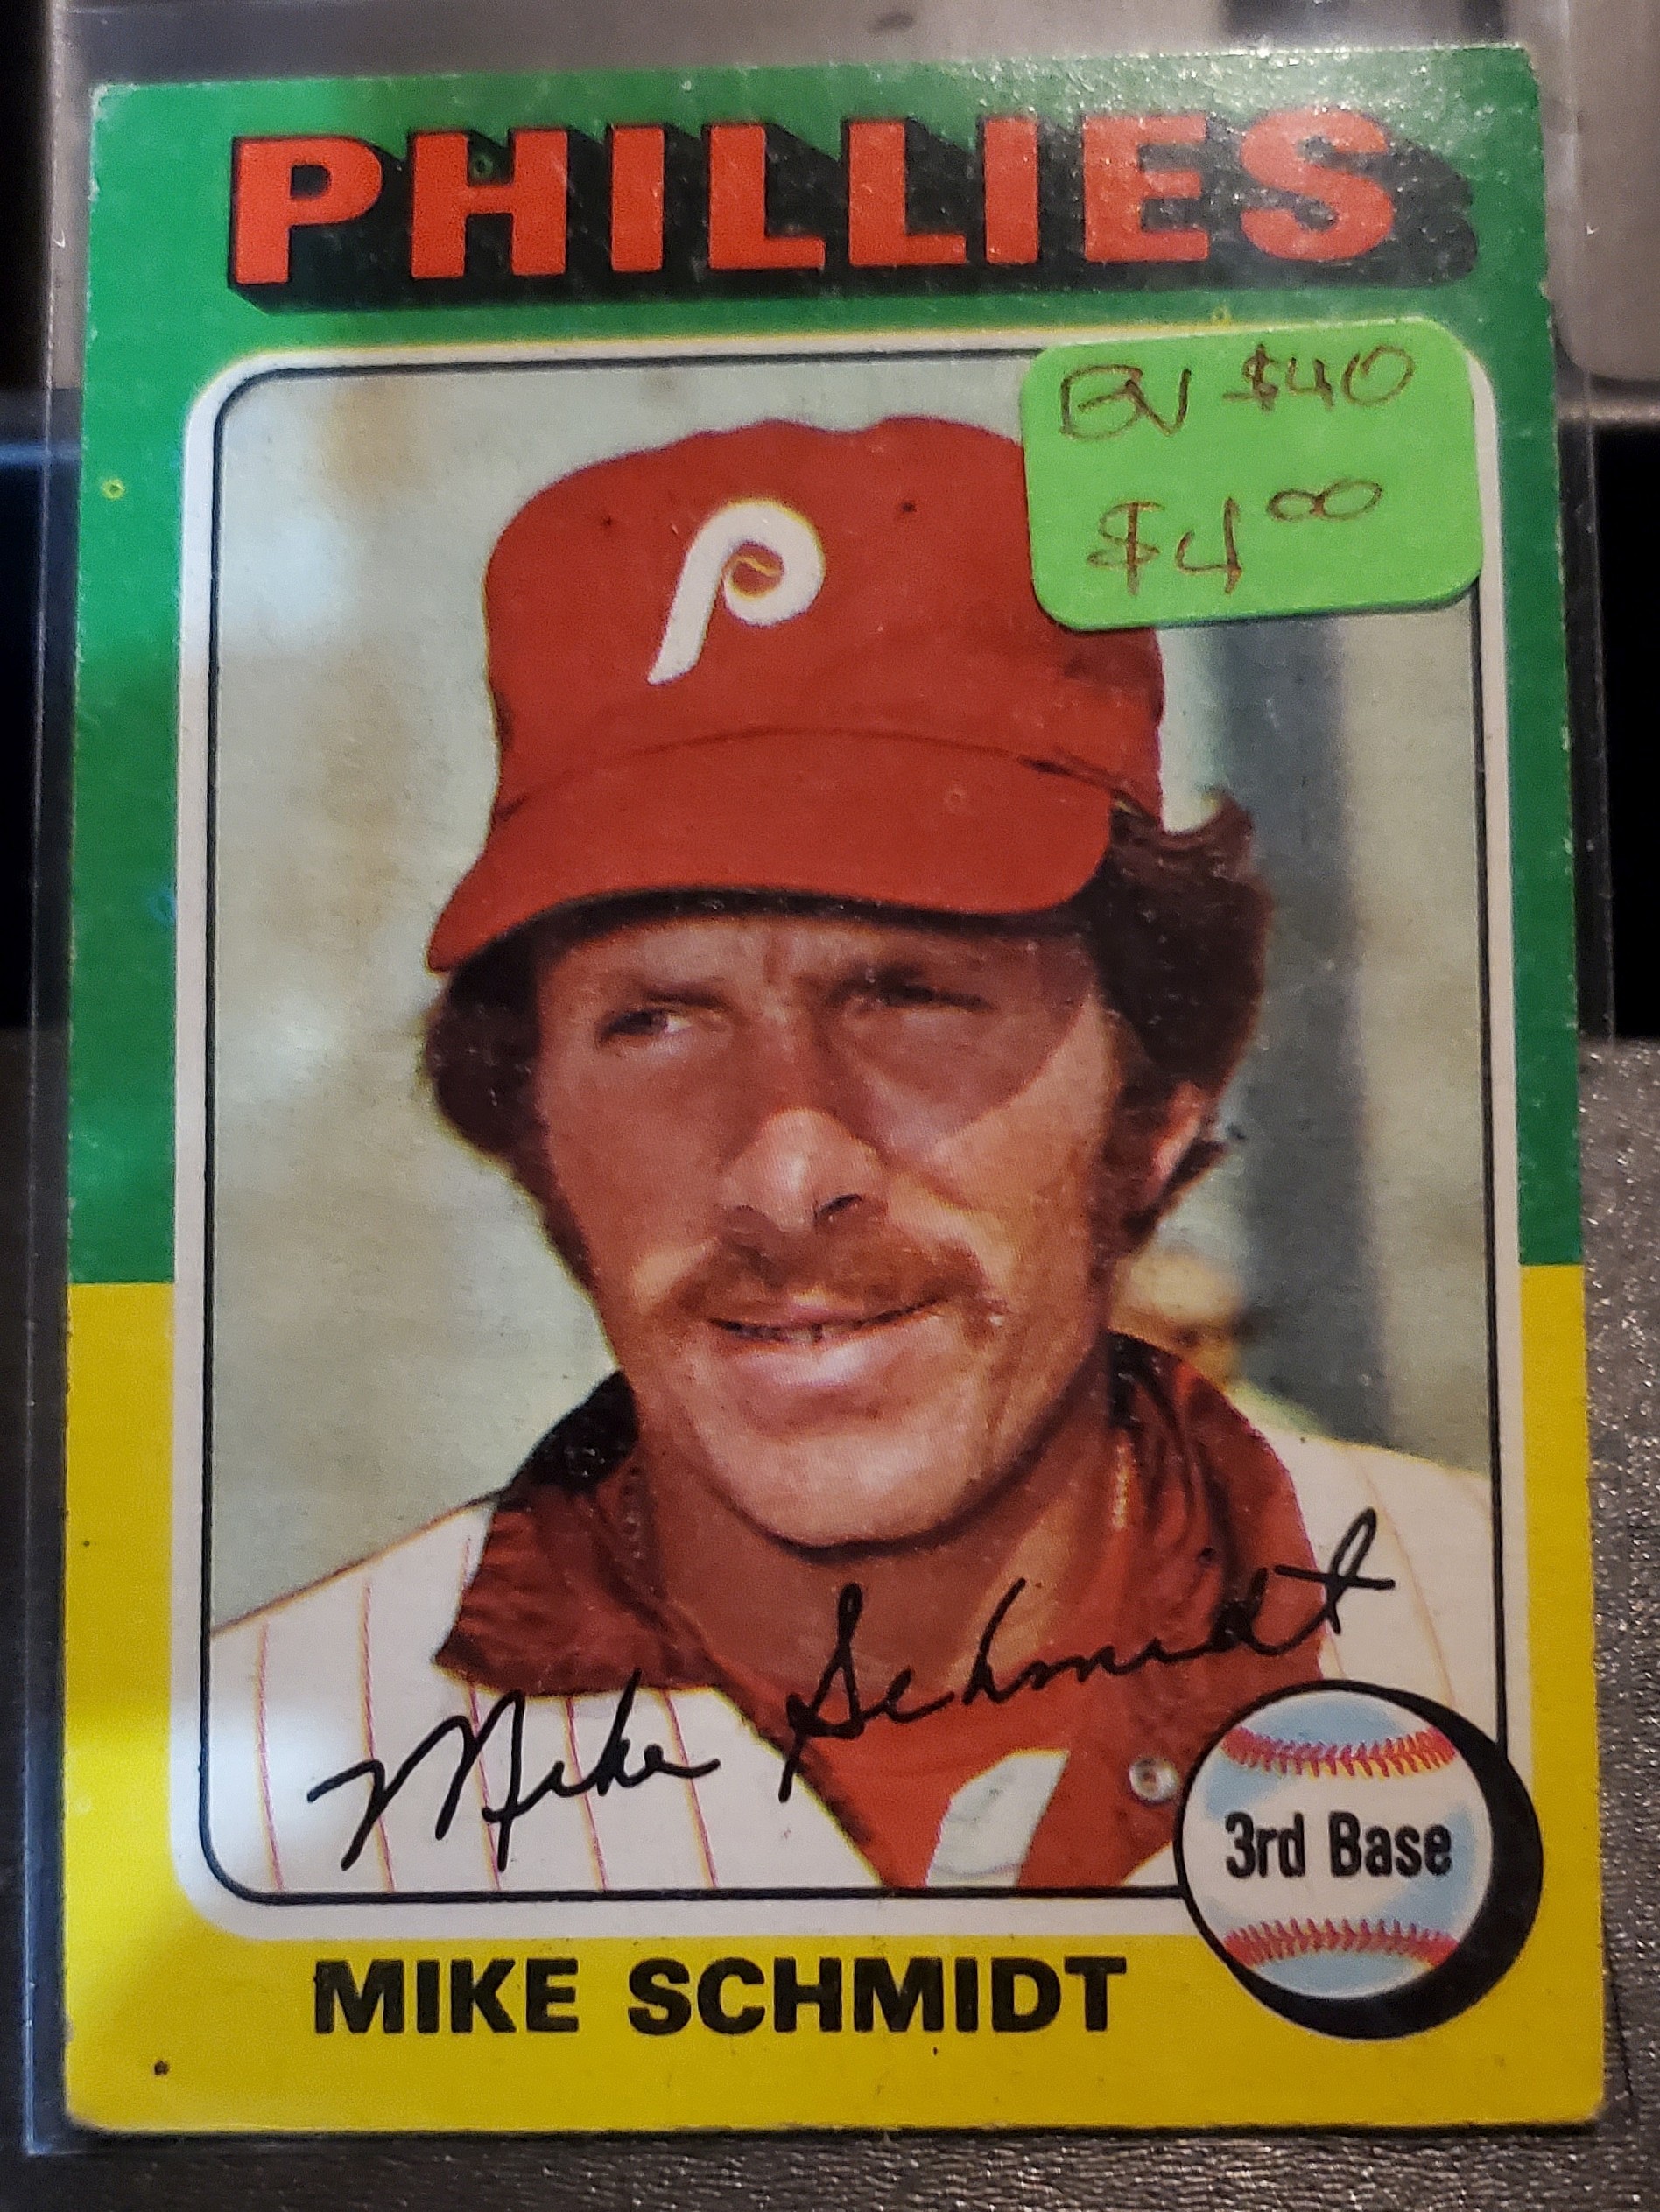 PHILLIES
BV $40
$4.00
P
Mike Schmidt
3rd Base
MIKE SCHMIDT